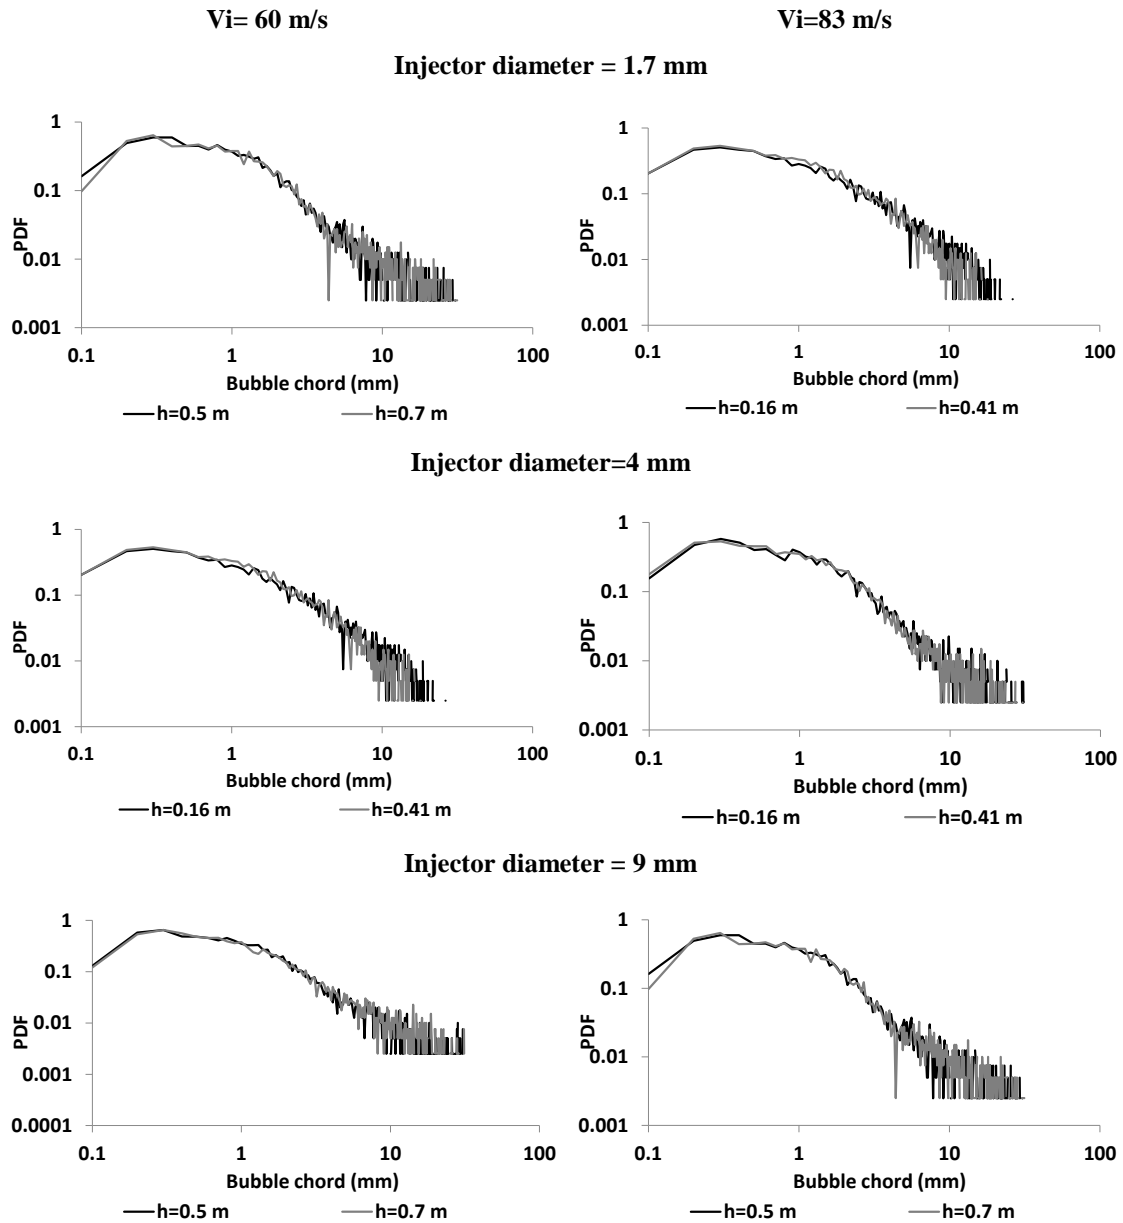 Vi= 60 m/s
Vi=83 m/s
Injector diameter = 1.7 mm
1
0.1
0.01
0.001
PDF
0.1 1 10 100
Bubble chord (mm)
h=0.5 m h=0.7 m
1
0.1
0.01
0.001
PDF
0.1 1 10 100
Bubble chord (mm)
h=0.16 m h=0.41 m
Injector diameter=4 mm
1
0.1
0.01
0.001
PDF
0.1 1 10 100
Bubble chord (mm)
h=0.16 m h=0.41 m
1
0.1
0.01
0.001
PDF
0.1 1 10 100
Bubble chord (mm)
h=0.16 m h=0.41 m
Injector diameter = 9 mm
1
0.1
0.01
0.001
0.0001
PDF
0.1 1 10 100
Bubble chord (mm)
h=0.5 m h=0.7 m
1
0.1
0.01
0.001
PDF
0.1 1 10 100
Bubble chord (mm)
h=0.5 m h=0.7 m